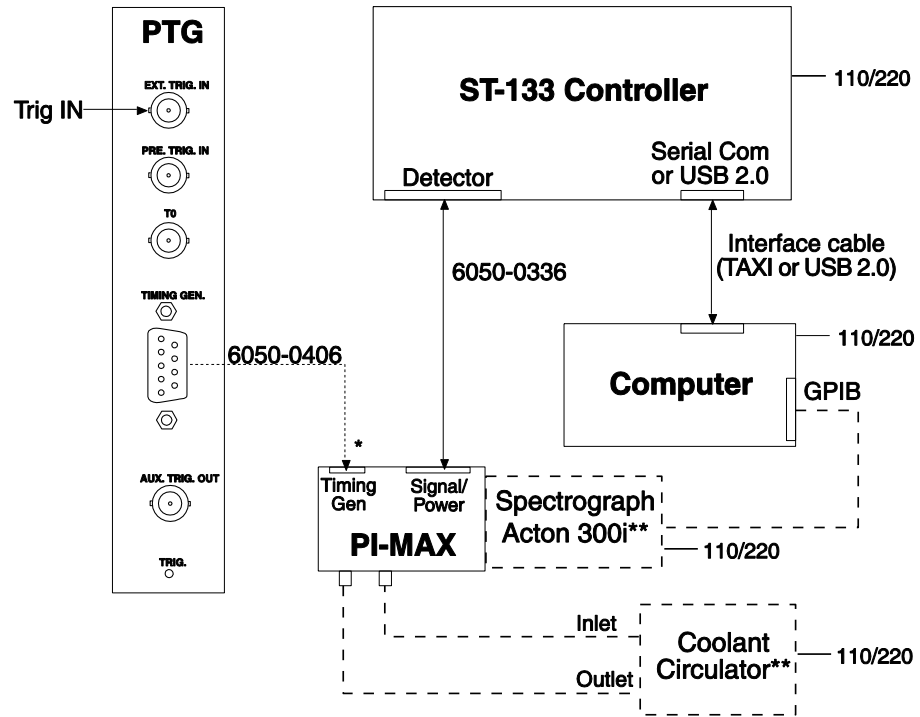 PTG
EXT. TRIG. IN
Trig IN
PRE. TRIG. IN
T0
TIMING GEN.
6050-0406
AUX. TRIG. OUT
TRIG.
ST-133 Controller
110/220
Detector
Serial Com
or USB 2.0
6050-0336
Interface cable
(TAXI or USB 2.0)
Computer
110/220
GPIB
*
Timing
Gen
Signal/
Power
PI-MAX
Spectrograph
Acton 300i**
110/220
Inlet
Outlet
Coolant
Circulator**
110/220